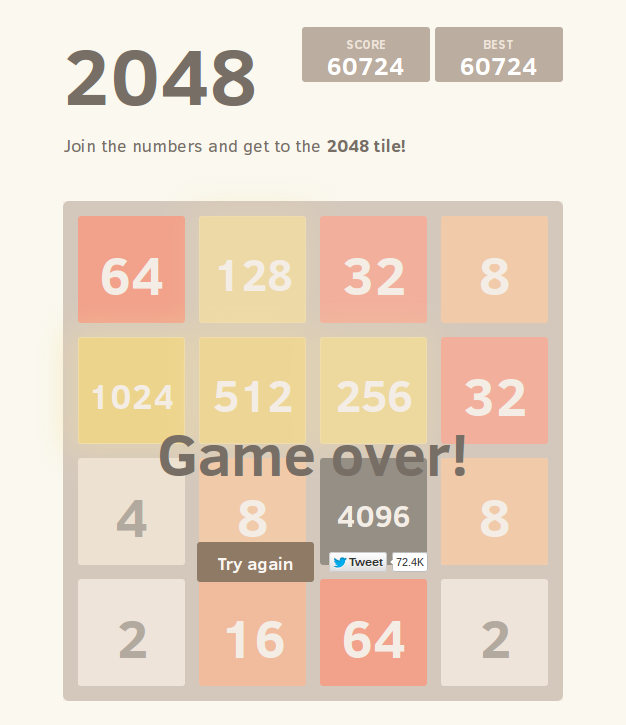 2048
SCORE
60724
BEST
60724
Join the numbers and get to the 2048 tile!
64 128 32 8
1024 512 256 32
Game over!
4 8 4096 8
Try again
Tweet 72.4K
2 16 64 2